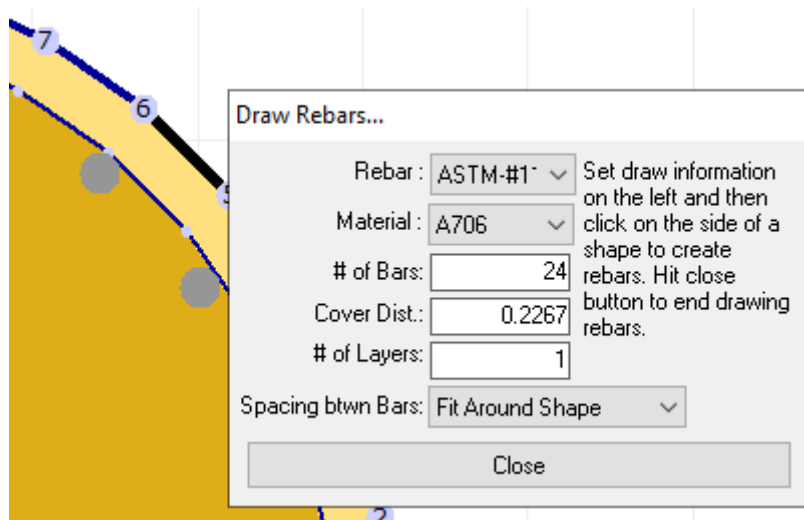 7
6
5
Draw Rebars...
Rebar :
ASTM-#1
Material :
A706
# of Bars:
24
Cover Dist.:
0.2267
# of Layers:
1
Spacing btwn Bars:
Fit Around Shape
Set draw information
on the left and then
click on the side of a
shape to create
rebars. Hit close
button to end drawing
rebars.
Close
2